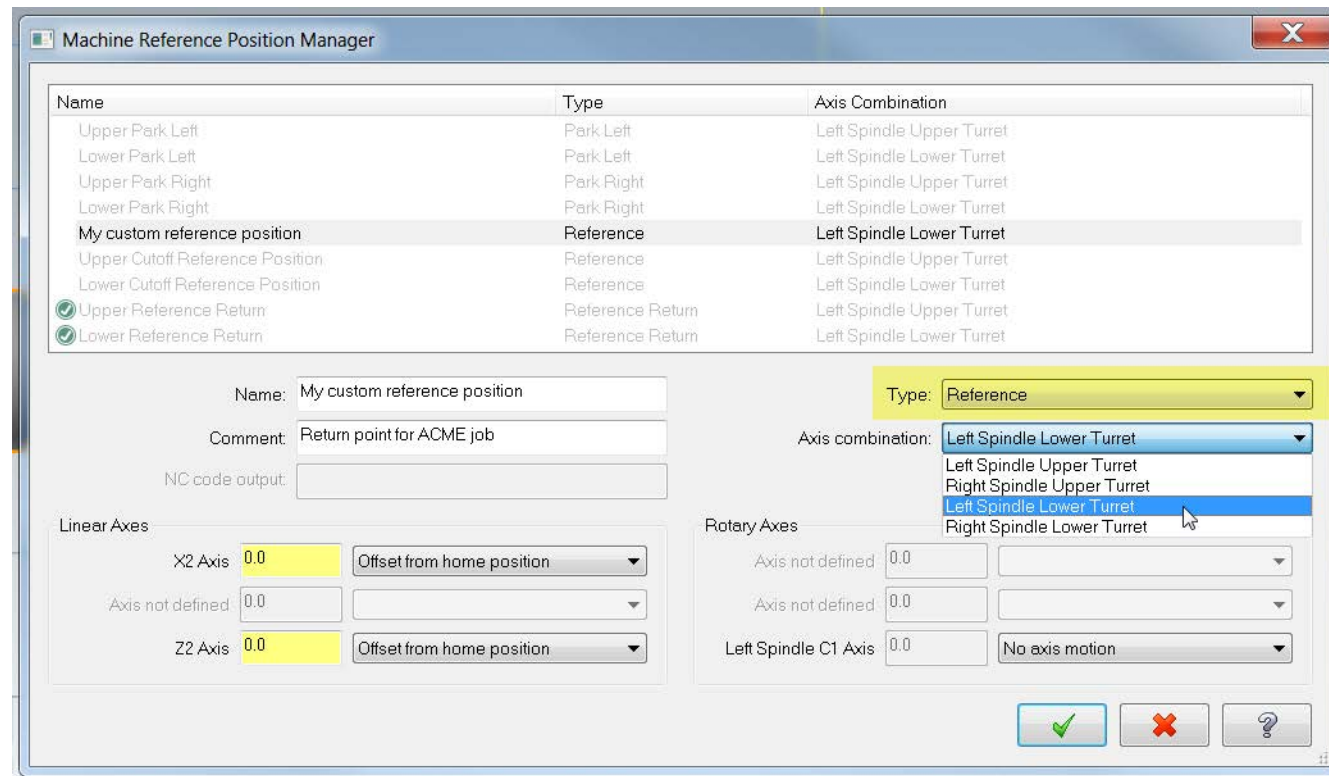 Machine Reference Position Manager
Name Type Axis Combination
Upper Park Left Park Left Left Spindle Upper Turret
Lower Park Left Park Left Left Spindle Lower Turret
Upper Park Right Park Right Left Spindle Upper Turret
Lower Park Right Park Right Left Spindle Lower Turret
My custom reference position Reference Left Spindle Lower Turret
Upper Cutoff Reference Position Reference Left Spindle Upper Turret
Lower Cutoff Reference Position Reference Left Spindle Lower Turret
Upper Reference Return Reference Return Left Spindle Upper Turret
Lower Reference Return Reference Return Left Spindle Lower Turret
Name: My custom reference position Type: Reference
Comment: Return point for ACME job Axis combination: Left Spindle Lower Turret
Left Spindle Upper Turret
NC code output: Right Spindle Upper Turret
Left Spindle Lower Turret
Linear Axes Rotary Axes Right Spindle Lower Turret
X2 Axis 0.0 Offset from home position Axis not defined 0.0
Axis not defined 0.0 Axis not defined 0.0
Z2 Axis 0.0 Offset from home position Left Spindle C1 Axis 0.0 No axis motion